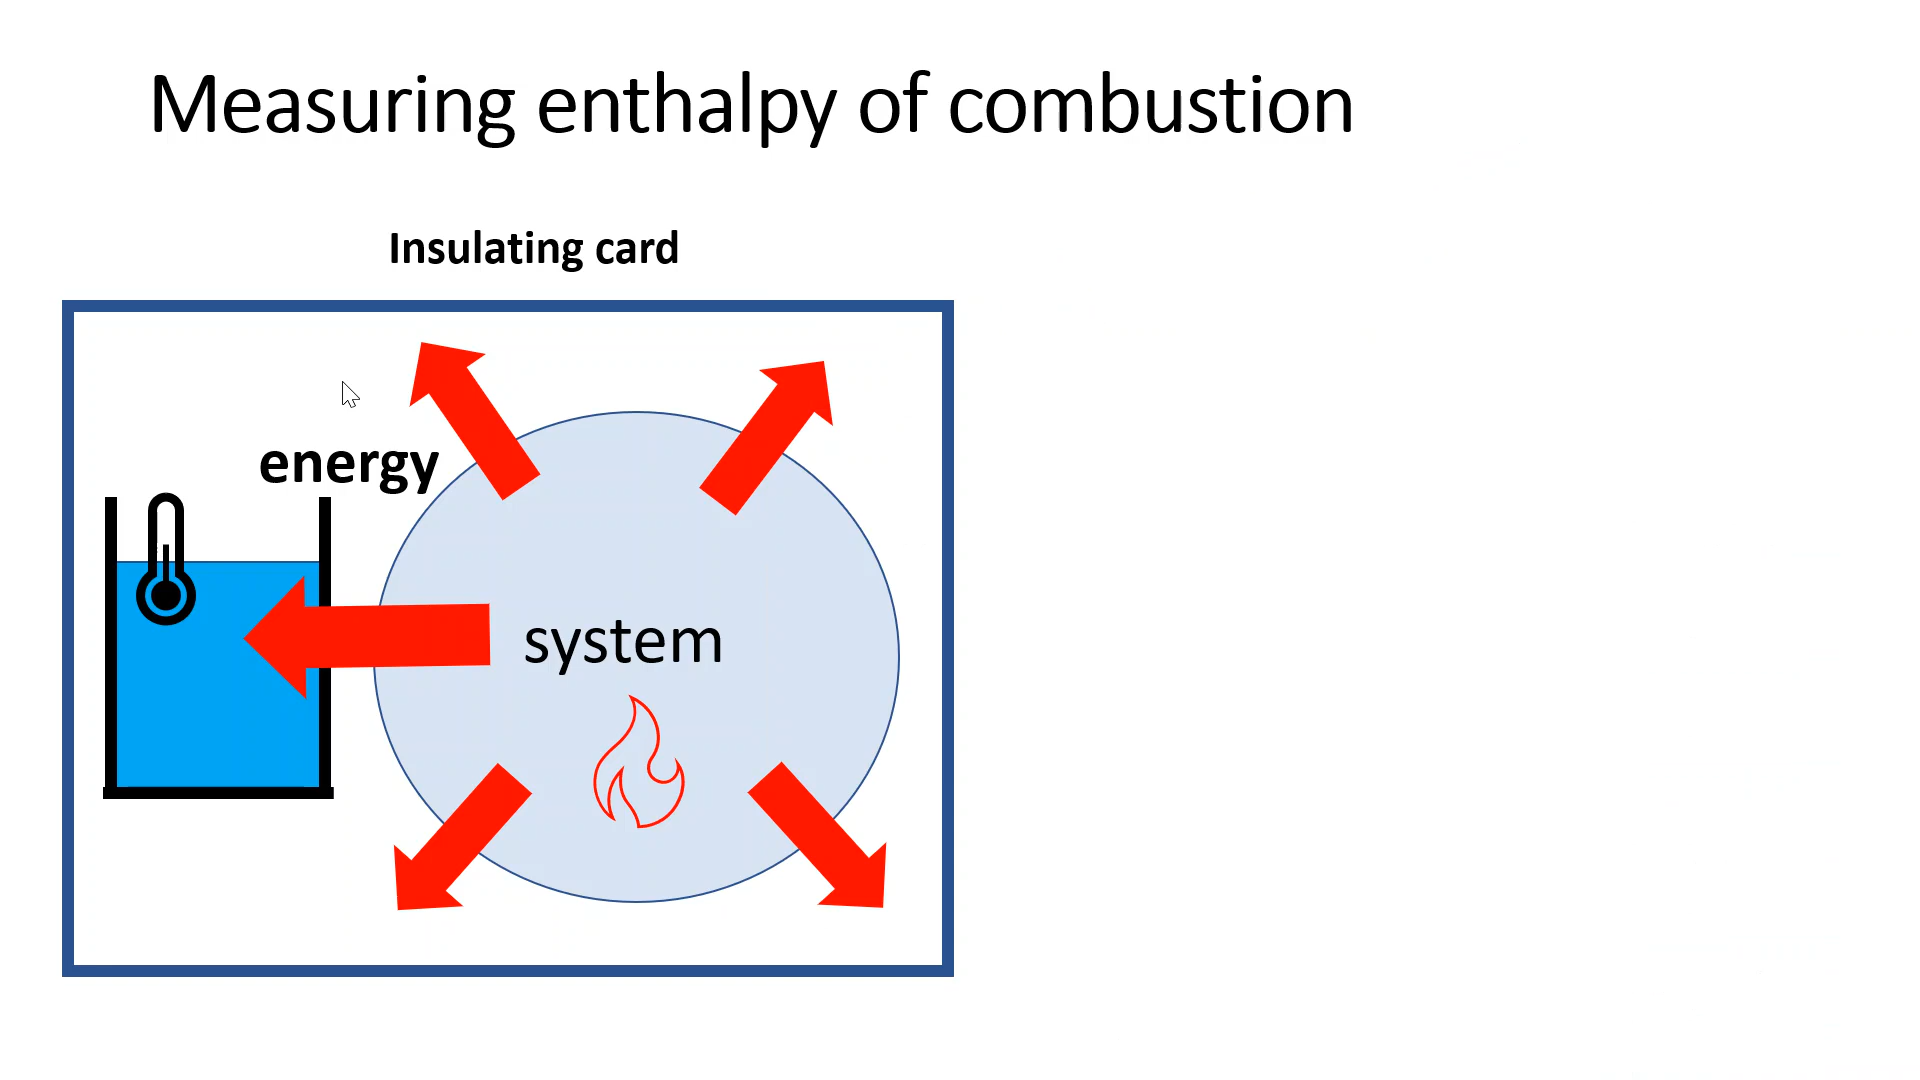 Measuring enthalpy of combustion
Insulating card
energy
system